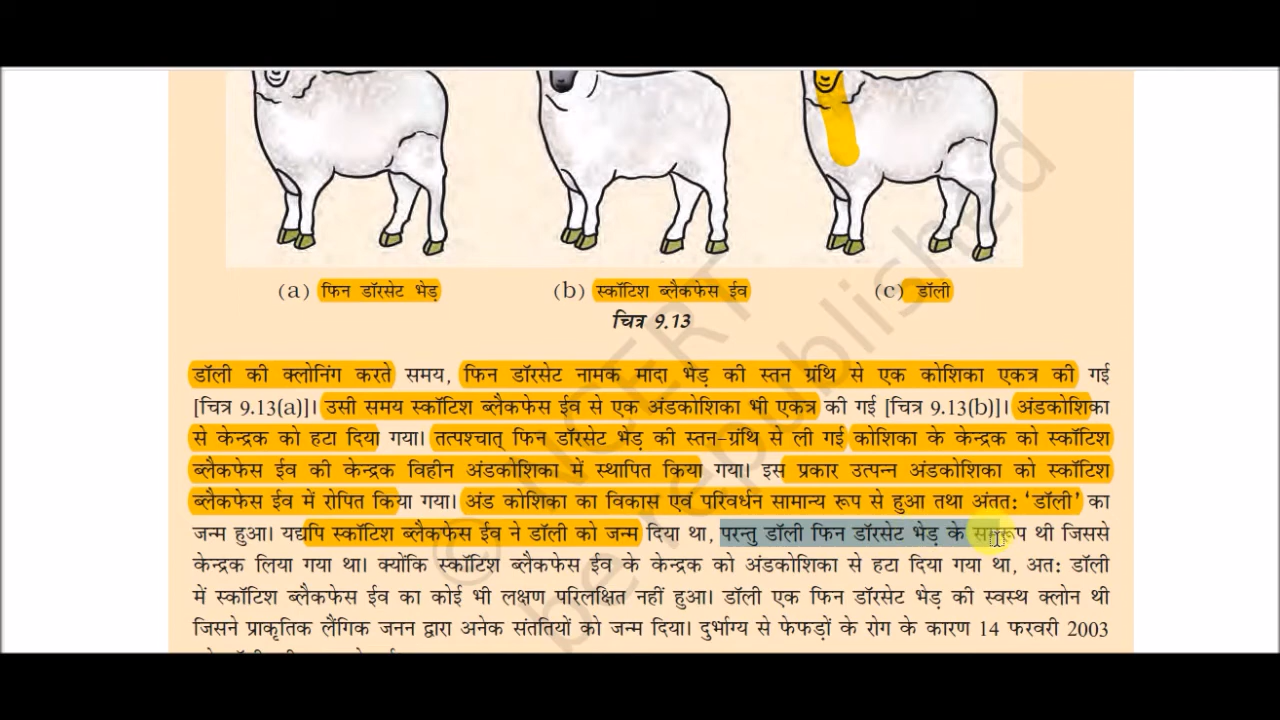 (a) फिन डॉरसेट भेड़
(b) स्कॉटिश ब्लैकफेस ईव
(c) डॉली
चित्र 9.13
डॉली की क्लोनिंग करते समय, फिन डॉरसेट नामक मादा भेड़ की स्तन ग्रंथि से एक कोशिका एकत्र की गई
[चित्र 9.13(a)]। उसी समय स्कॉटिश ब्लैकफेस ईव से एक अंडकोशिका भी एकत्र की गई [चित्र 9.13(b)]। अंडकोशिका
से केन्द्रक को हटा दिया गया। तत्पश्चात् फिन डॉरसेट भेड़ की स्तन-ग्रंथि से ली गई कोशिका के केन्द्रक को स्कॉटिश
ब्लैकफेस ईव की केन्द्रक विहीन अंडकोशिका में स्थापित किया गया। इस प्रकार उत्पन्न अंडकोशिका को स्कॉटिश
ब्लैकफेस ईव में रोपित किया गया। अंड कोशिका का विकास एवं परिवर्धन सामान्य रूप से हुआ तथा अंतत: ‘डॉली’ का
जन्म हुआ। यद्यपि स्कॉटिश ब्लैकफेस ईव ने डॉली को जन्म दिया था, परन्तु डॉली फिन डॉरसेट भेड़ के समरूप थी जिससे
केन्द्रक लिया गया था। क्योंकि स्कॉटिश ब्लैकफेस ईव के केन्द्रक को अंडकोशिका से हटा दिया गया था, अत: डॉली
में स्कॉटिश ब्लैकफेस ईव का कोई भी लक्षण परिलक्षित नहीं हुआ। डॉली एक फिन डॉरसेट भेड़ की स्वस्थ क्लोन थी
जिसने प्राकृतिक लैंगिक जनन द्वारा अनेक संततियों को जन्म दिया। दुर्भाग्य से फेफड़ों के रोग के कारण 14 फरवरी 2003
© NCERT
be republished